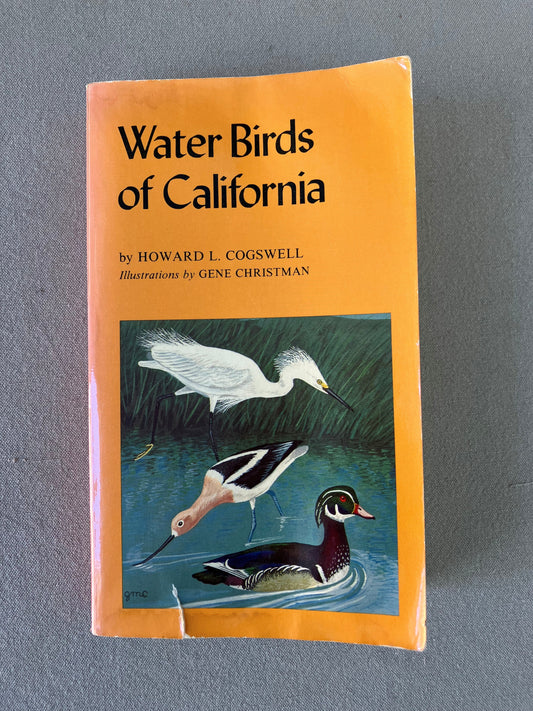 Water Birds
of California
by HOWARD L. COGSWELL
Illustrations by GENE CHRISTMAN
gmc